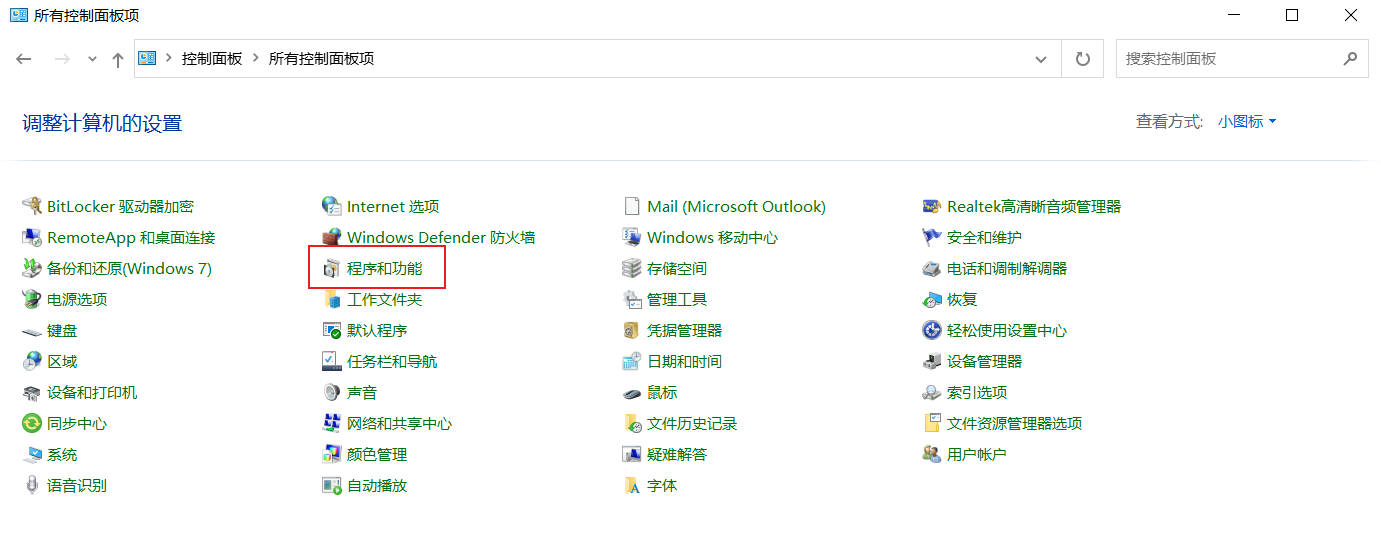 所有控制面板项
控制面板 所有控制面板项 搜索控制面板
调整计算机的设置 查看方式: 小图标
BitLocker 驱动器加密 Internet 选项 Mail (Microsoft Outlook) Realtek高清晰音频管理器
RemoteApp 和桌面连接 Windows Defender 防火墙 Windows 移动中心 安全和维护
备份和还原(Windows 7) 程序和功能 存储空间 电话和调制解调器
电源选项 工作文件夹 管理工具 恢复
键盘 默认程序 凭据管理器 轻松使用设置中心
区域 任务栏和导航 日期和时间 设备管理器
设备和打印机 声音 鼠标 索引选项
同步中心 网络和共享中心 文件历史记录 文件资源管理器选项
系统 颜色管理 疑难解答 用户帐户
语音识别 自动播放 字体